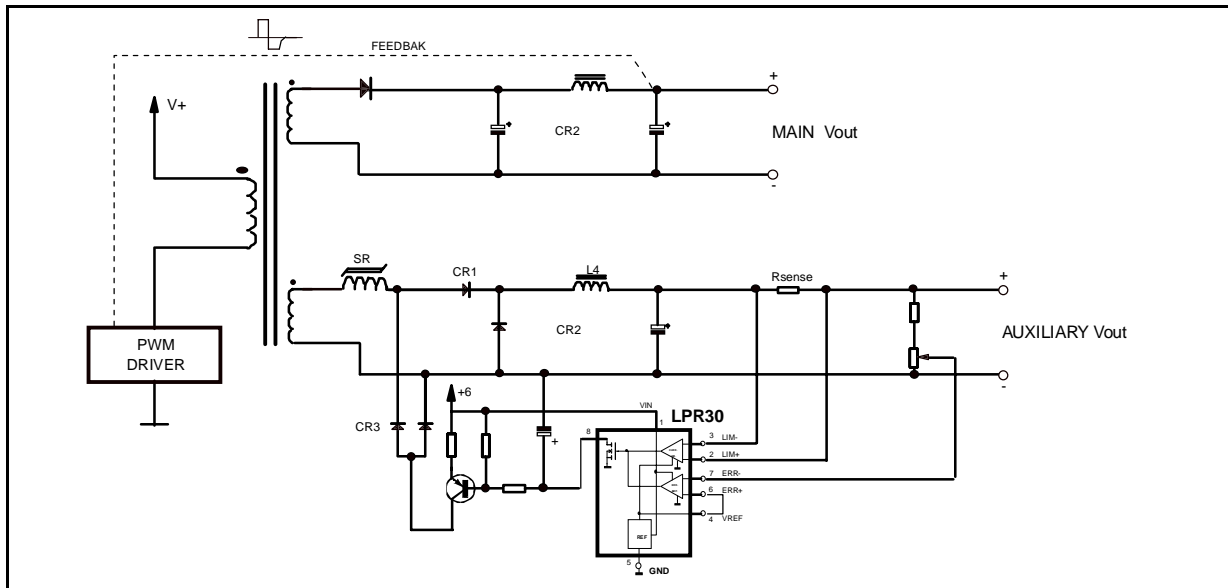 FEEDBAK
+
V+
CR2
MAIN Vout
-
SR
CR1
L4
Rsense
+
CR2
AUXILIARY Vout
PWM
DRIVER
-
+6
VIN
LPR30
1
CR3
8
3 LIM-
+
2 LIM+
7 ERR-
6 ERR+
4 VREF
REF
5
GND